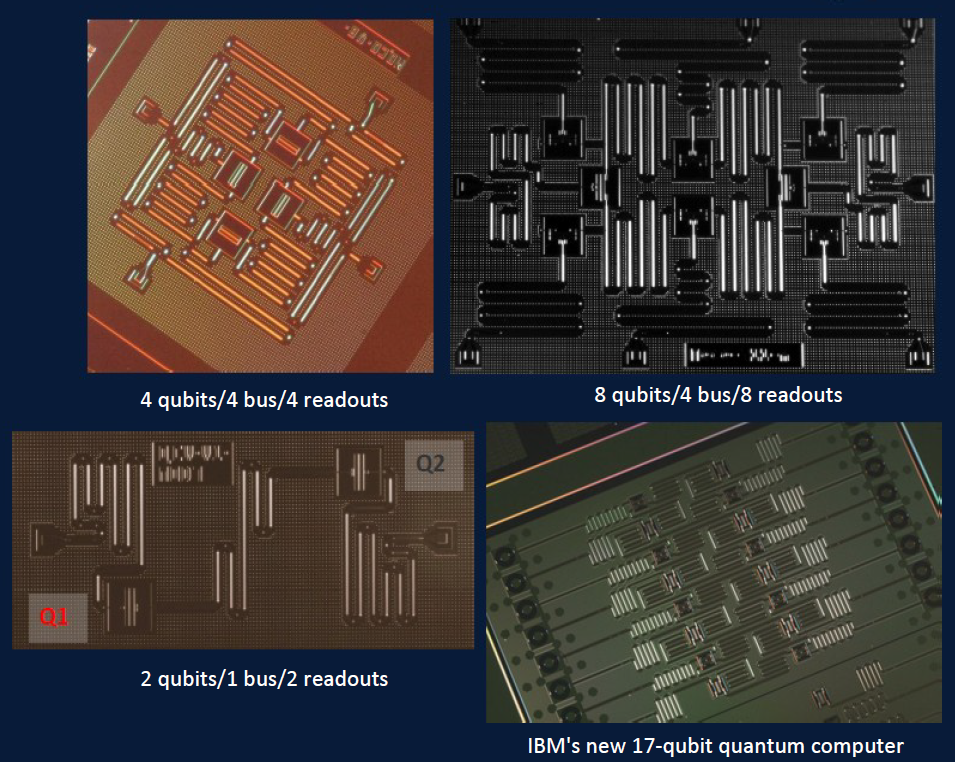 4 qubits/4 bus/4 readouts
8 qubits/4 bus/8 readouts
Q2
Q1
2 qubits/1 bus/2 readouts
IBM's new 17-qubit quantum computer